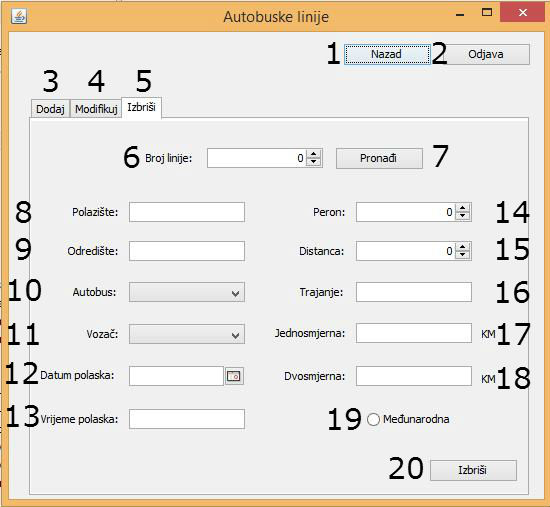 Autobuske linije
1 Nazad 2 Odjava
3 4 5
Dodaj Modifikuj Izbriši
6 Broj linije: 0 Pronađi 7
8 Polazište: Peron: 0 14
9 Odredište: Distanca: 0 15
10 Autobus: Trajanje: 16
11 Vozač: Jednosmjerna: KM 17
12 Datum polaska: Dvosmjerna: KM 18
13 Vrijeme polaska: 19 Međunarodna
20 Izbriši